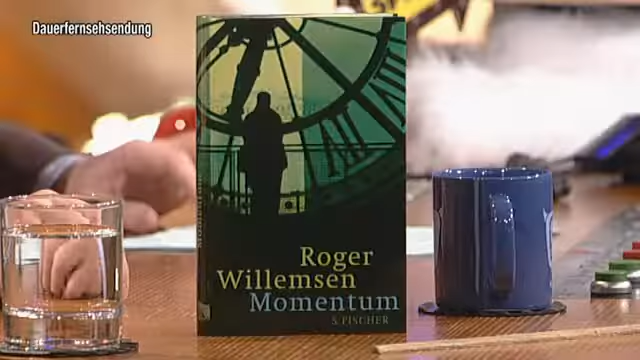 Dauerfernsehsendung
Roger
Willemsen
Momentum
S. FISCHER